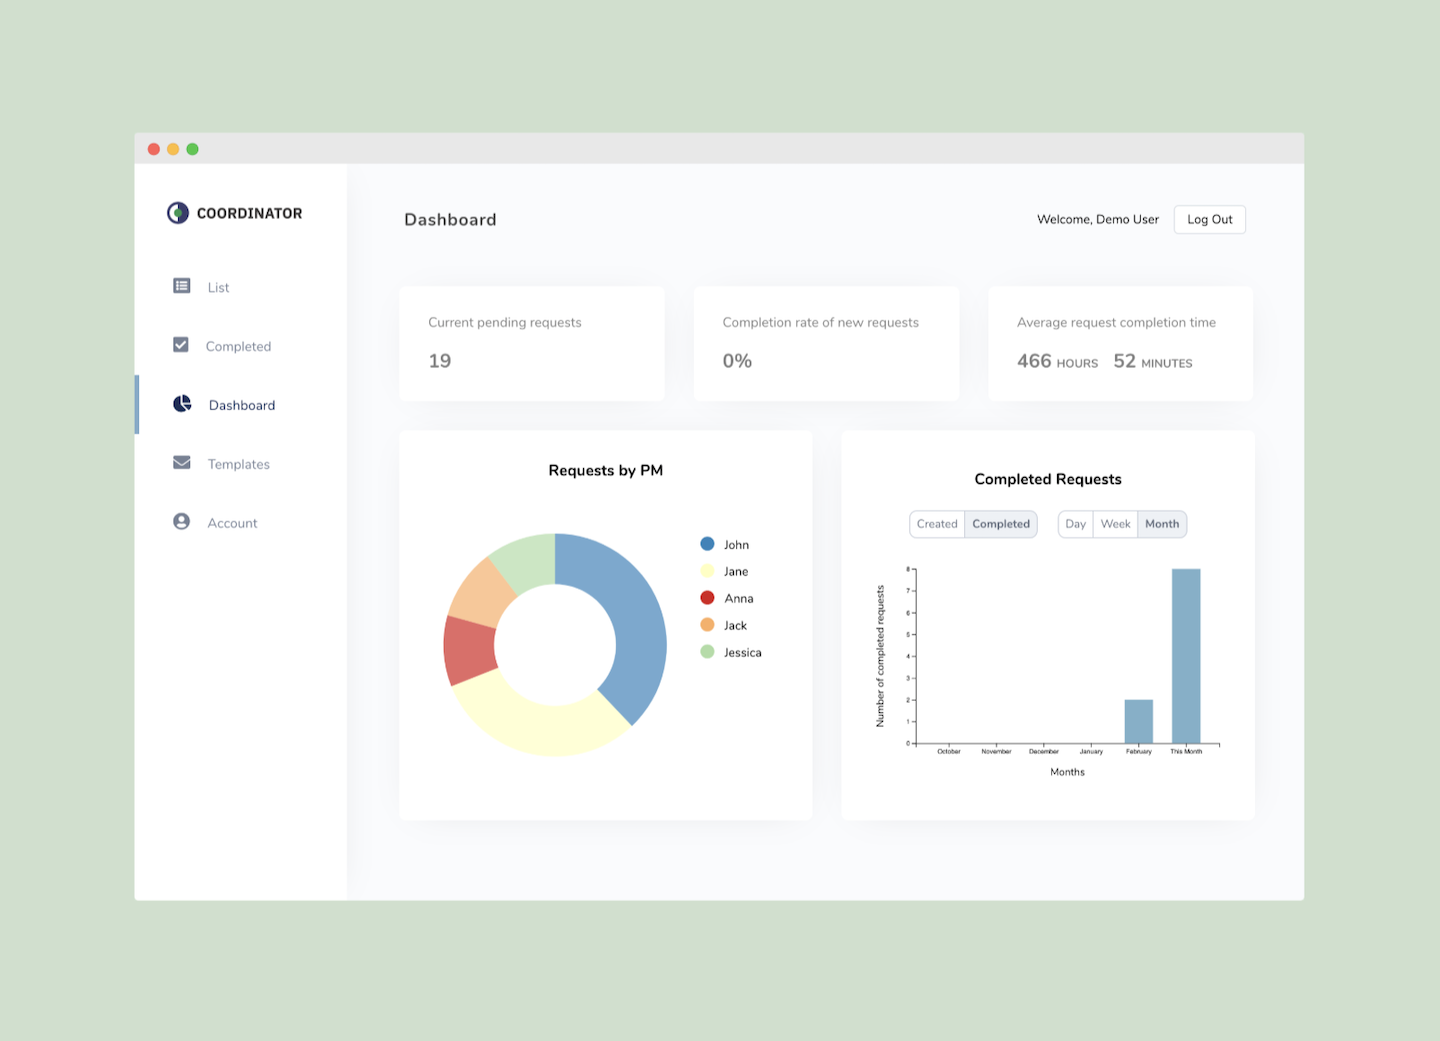 COORDINATOR
List
Completed
Dashboard
Templates
Account
Dashboard
Welcome, Demo User
Log Out
Current pending requests
19
Completion rate of new requests
0%
Average request completion time
466 HOURS 52 MINUTES
Requests by PM
John
Jane
Anna
Jack
Jessica
Completed Requests
Created Completed
Day Week Month
Number of completed requests
8
7
6
5
4
3
2
1
0
October November December January February This Month
Months